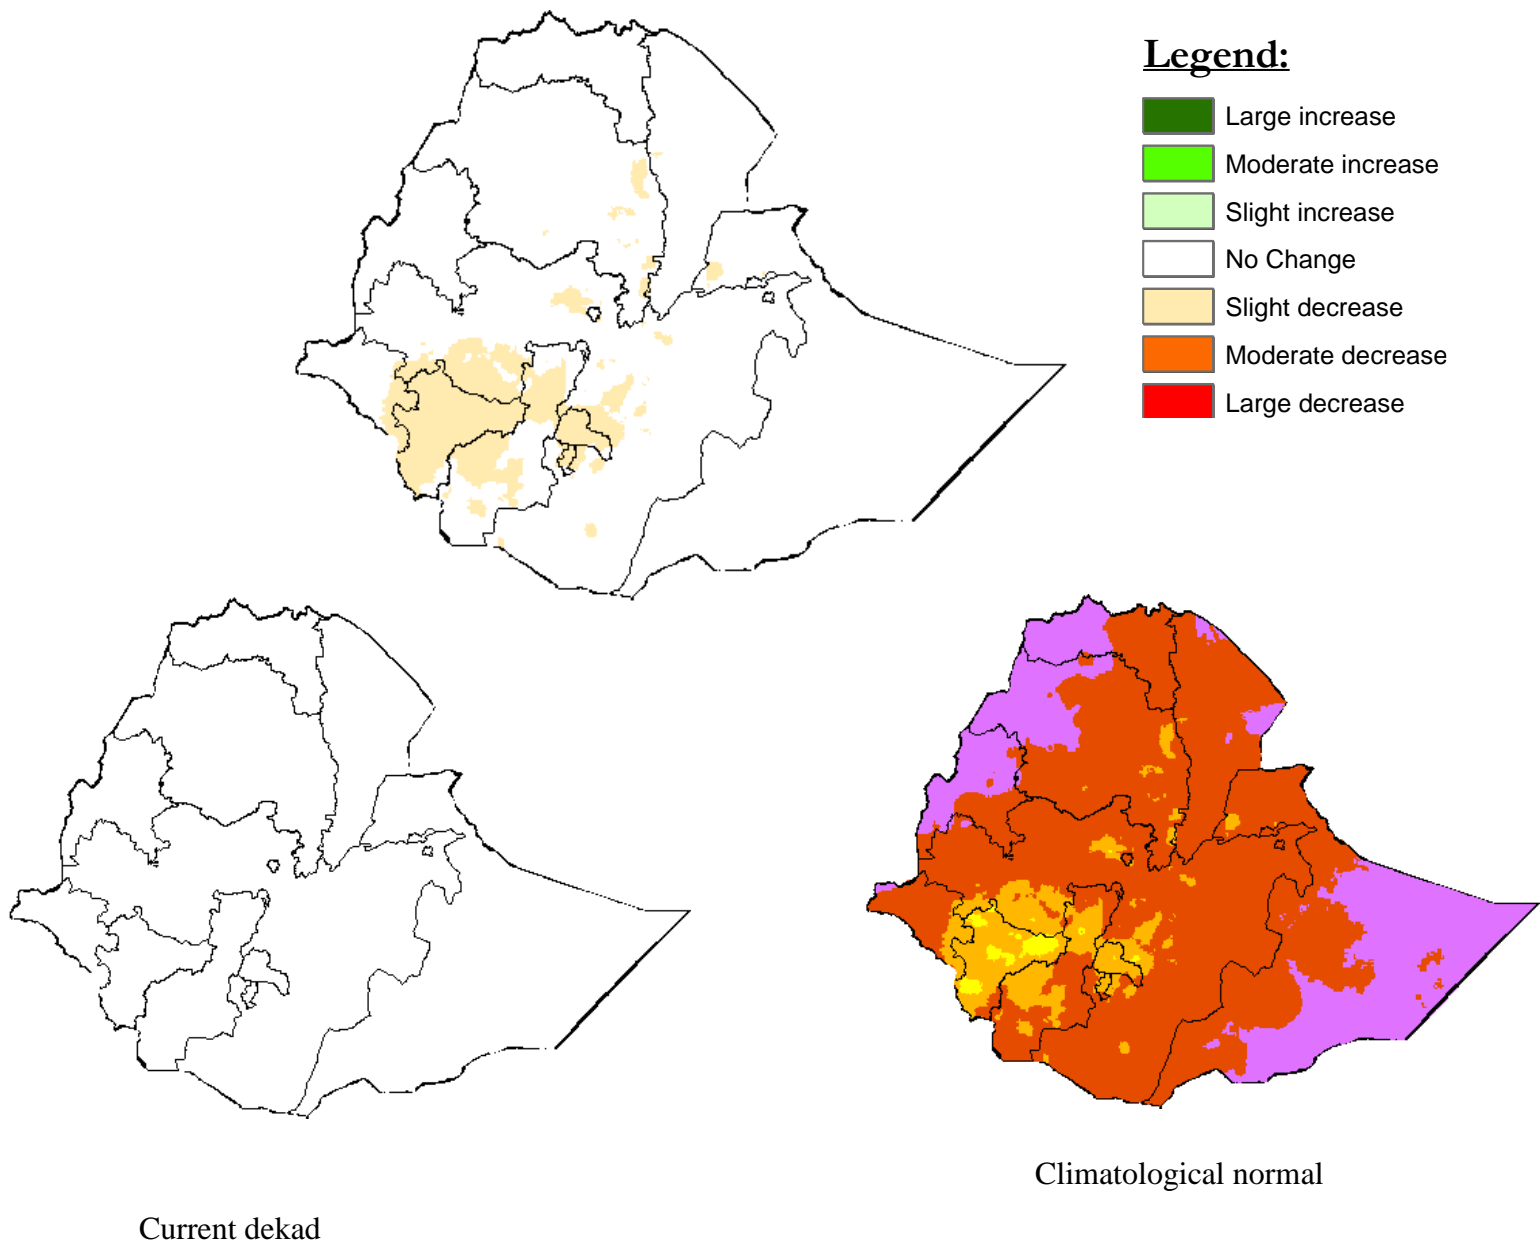 Legend:
Large increase
Moderate increase
Slight increase
No Change
Slight decrease
Moderate decrease
Large decrease
Climatological normal
Current dekad